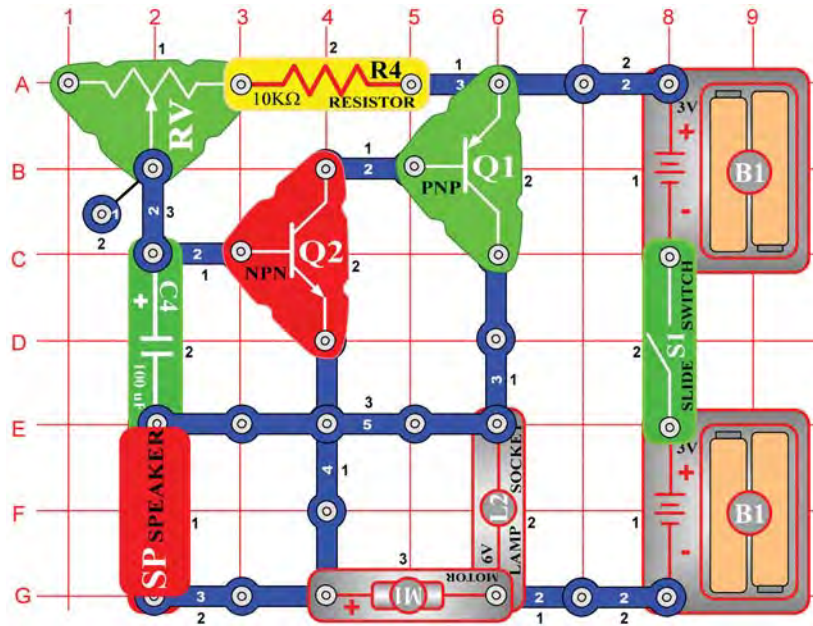 1 2 3 4 5 6 7 8 9
A
B
C
D
E
F
G
1
RV
2
R4
10KΩ
RESISTOR
1
3
2
2
3V
+
-
B1
1
1
2
Q1
PNP
2
1
2
2
3
2
1
Q2
NPN
2
C4
+
100 uF
2
S1
SLIDE SWITCH
2
3
1
3
5
4
1
SP SPEAKER
1
L2
6V
LAMP SOCKET
2
3V
+
-
B1
1
3
2
3
MOTOR
M1
+
2
1
2
2